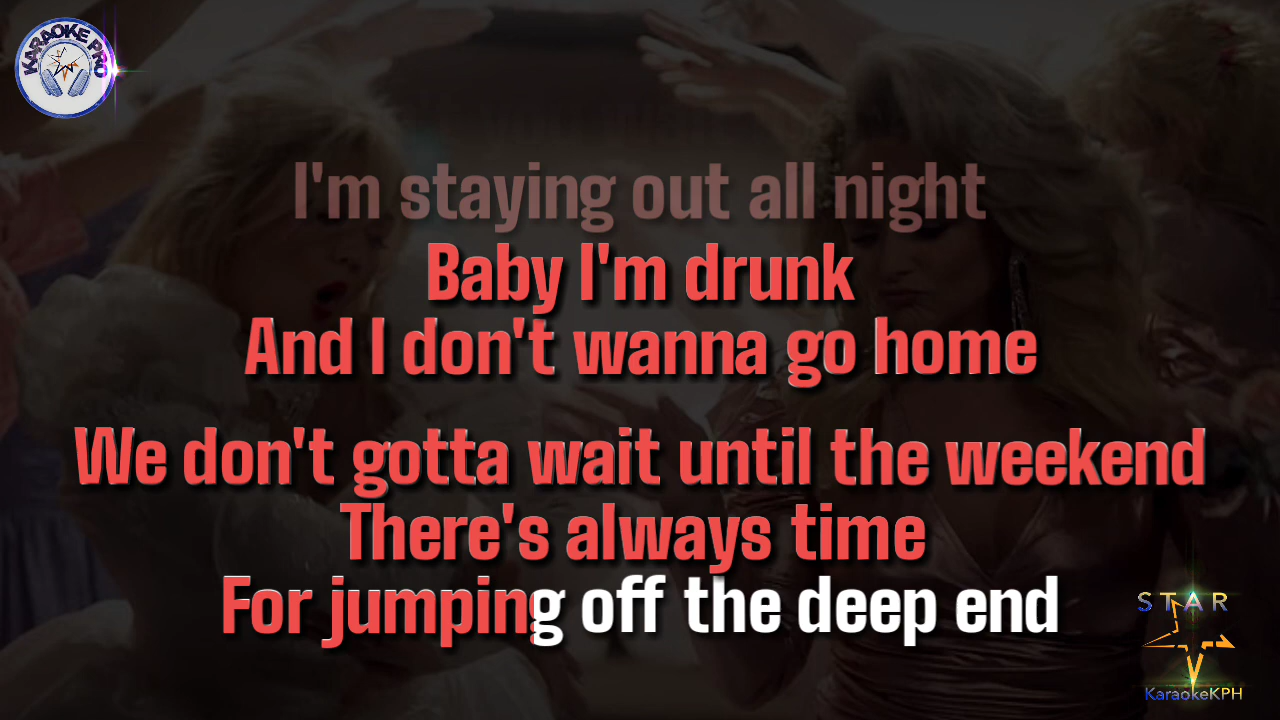 KARAOKE PRO
I'm staying out all night
Baby I'm drunk
And I don't wanna go home
We don't gotta wait until the weekend
There's always time
For jumping off the deep end
STAR
KaraokeKPH